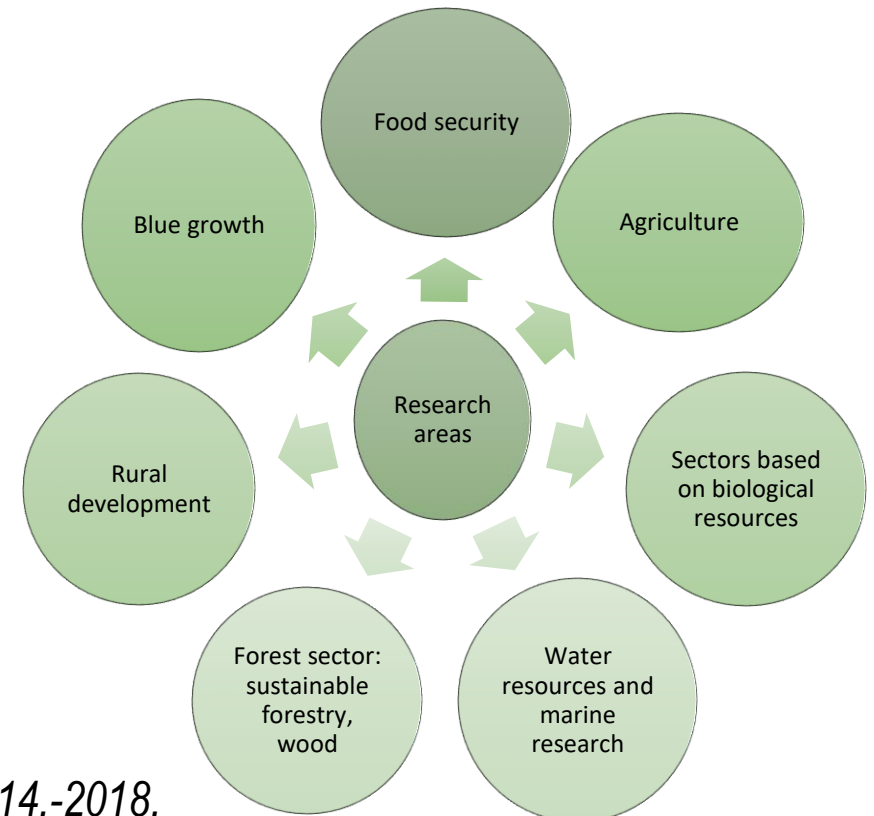 Food security
Blue growth
Agriculture
Research
areas
Rural
development
Sectors based
on biological
resources
Forest sector:
sustainable
forestry,
wood
Water
resources and
marine
research
14.-2018.